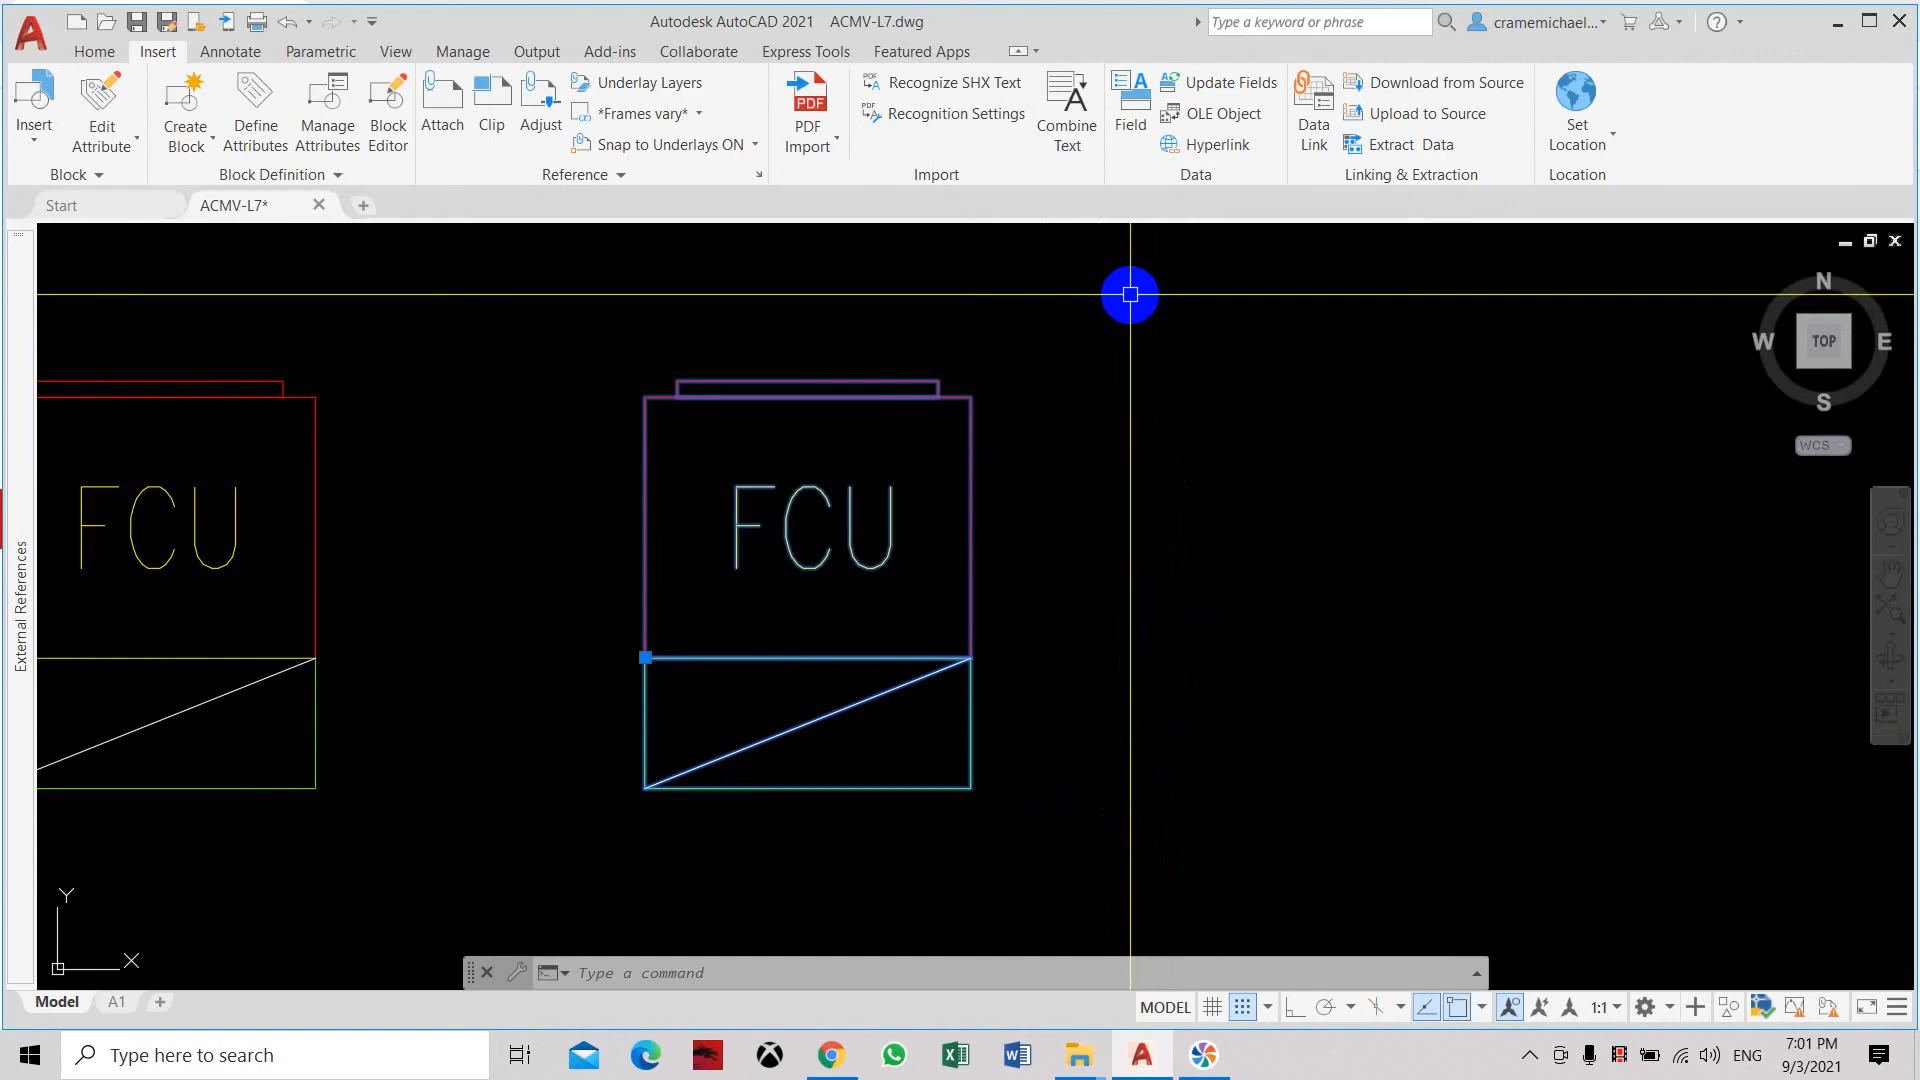 Autodesk AutoCAD 2021 ACMV-L7.dwg
Type a keyword or phrase
cramemichael...
Home Insert Annotate Parametric View Manage Output Add-ins Collaborate Express Tools Featured Apps
Insert
Edit Attribute
Create Block
Define Attributes
Manage Attributes
Block Editor
Attach
Clip
Adjust
Underlay Layers
*Frames vary*
Snap to Underlays ON
PDF
PDF Import
Recognize SHX Text
Recognition Settings
Combine Text
Field
Update Fields
OLE Object
Hyperlink
Data Link
Download from Source
Upload to Source
Extract Data
Set Location
Block
Block Definition
Reference
Import
Data
Linking & Extraction
Location
Start
ACMV-L7*
External References
N
W TOP E
S
WCS
FCU
FCU
Y
X
Type a command
Model A1
MODEL
1:1
Type here to search
ENG
7:01 PM
9/3/2021